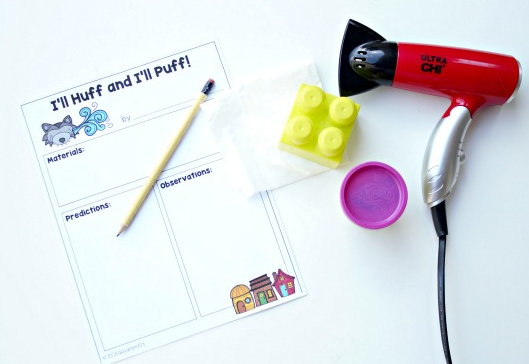 I'll Huff and I'll Puff!
by
Materials:
Predictions:
Observations:
ULTRA
CHI